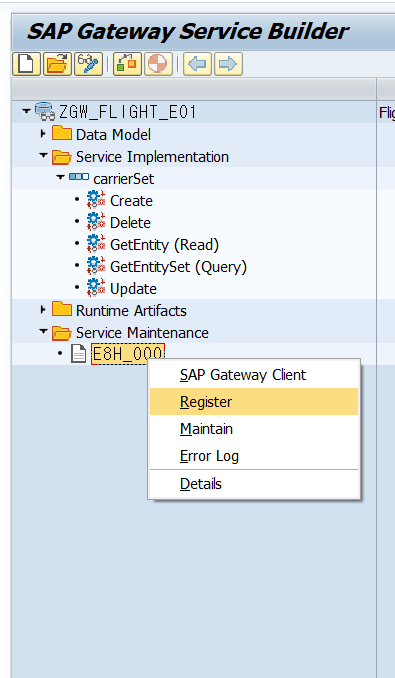 SAP Gateway Service Builder
ZGW_FLIGHT_E01
Fli
Data Model
Service Implementation
carrierSet
Create
Delete
GetEntity (Read)
GetEntitySet (Query)
Update
Runtime Artifacts
Service Maintenance
E8H_000
SAP Gateway Client
Register
Maintain
Error Log
Details